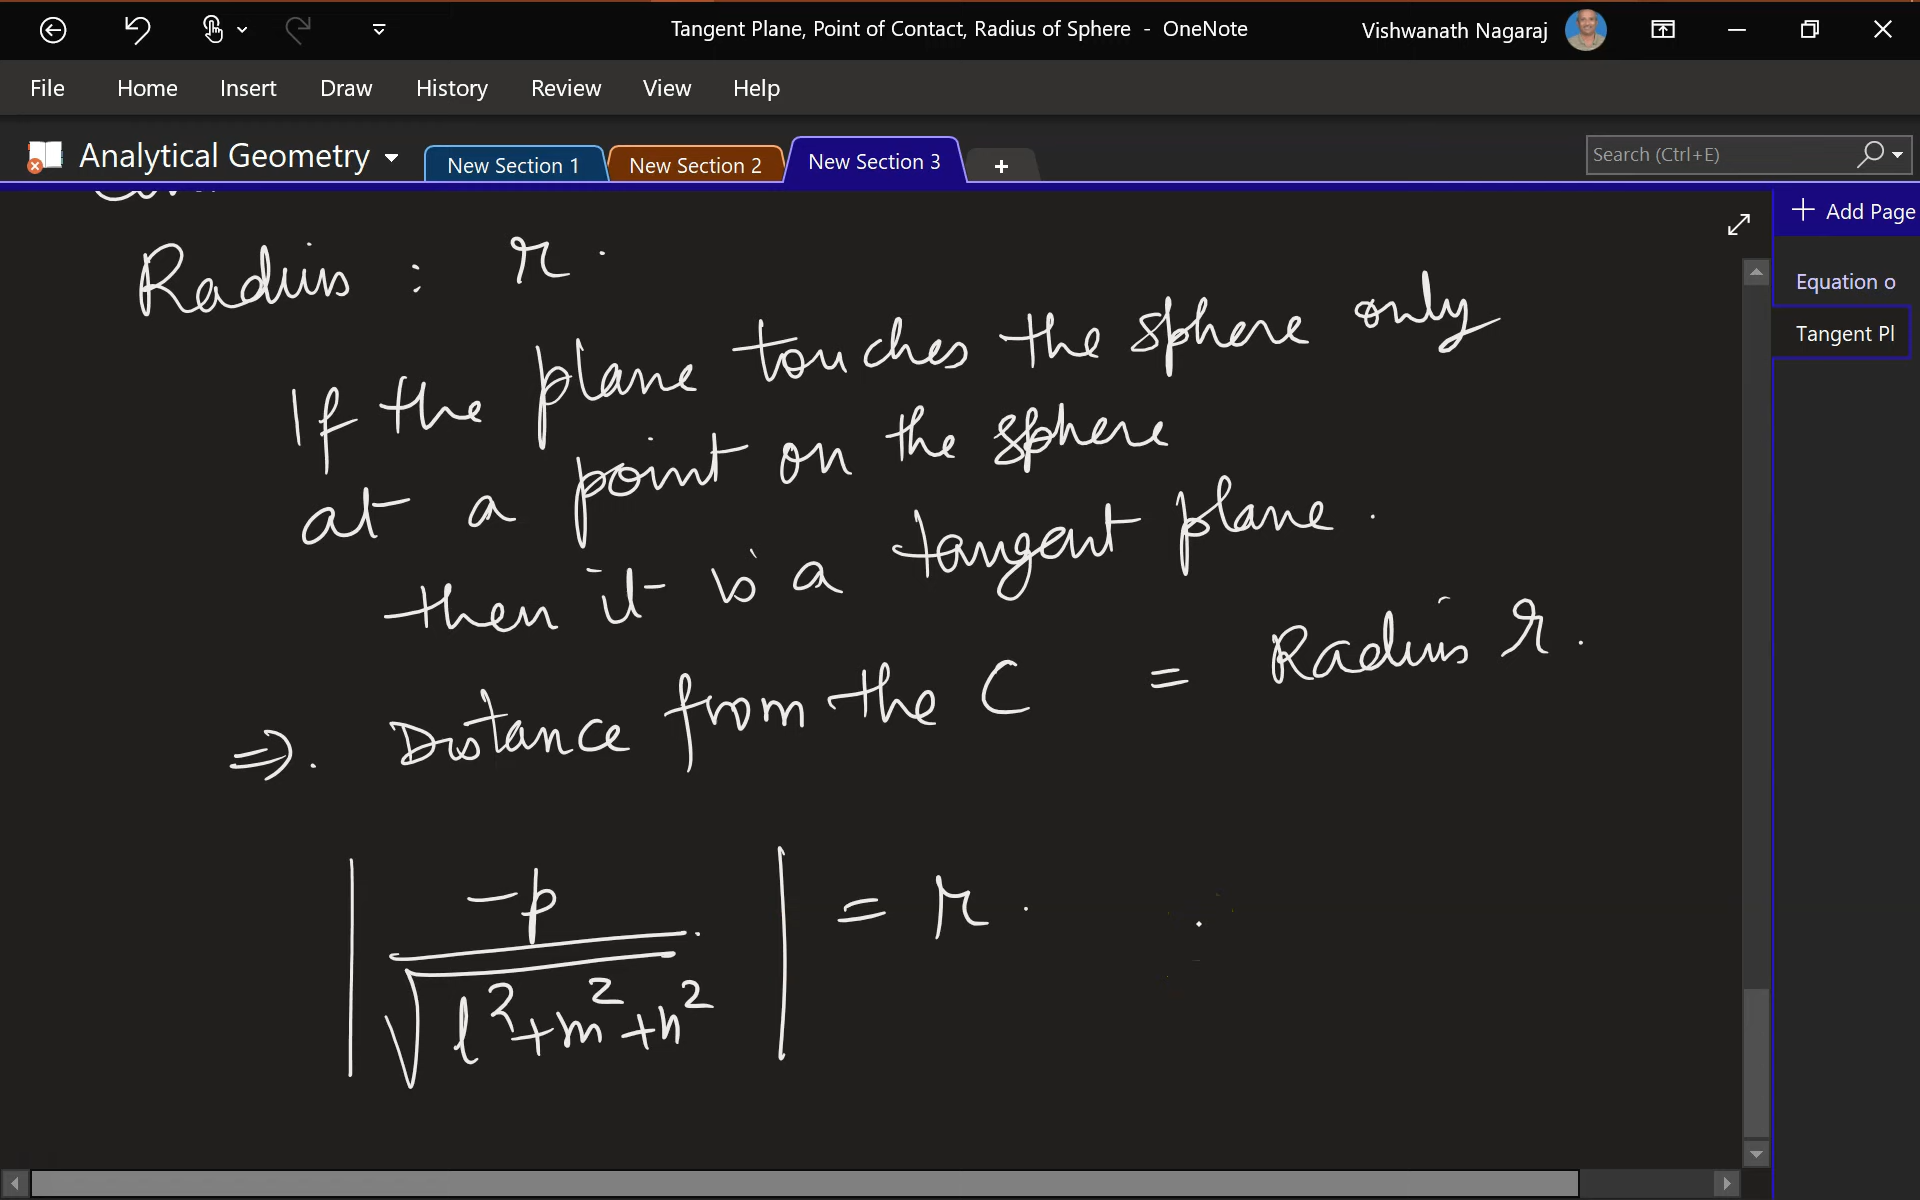 Tangent Plane, Point of Contact, Radius of Sphere - OneNote
Vishwanath Nagaraj
File Home Insert Draw History Review View Help
Analytical Geometry
New Section 1
New Section 2
New Section 3
+
Search (Ctrl+E)
+ Add Page
Equation o
Tangent Pl
Radius : r.
If the plane touches the sphere only
at a point on the sphere
then it is a tangent plane.
⇒. Distance from the C = Radius r.
| -p / √(l²+m²+n²) | = r.